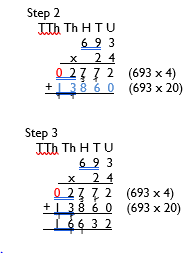 Step 2
TTh Th H T U
6 9 3
x 2 4
0 2 7 7 2 (693 x 4)
+ 1 3 8 6 0 (693 x 20)
Step 3
TTh Th H T U
6 9 3
x 2 4
0 2 7 7 2 (693 x 4)
+ 1 3 8 6 0 (693 x 20)
1 6 6 3 2